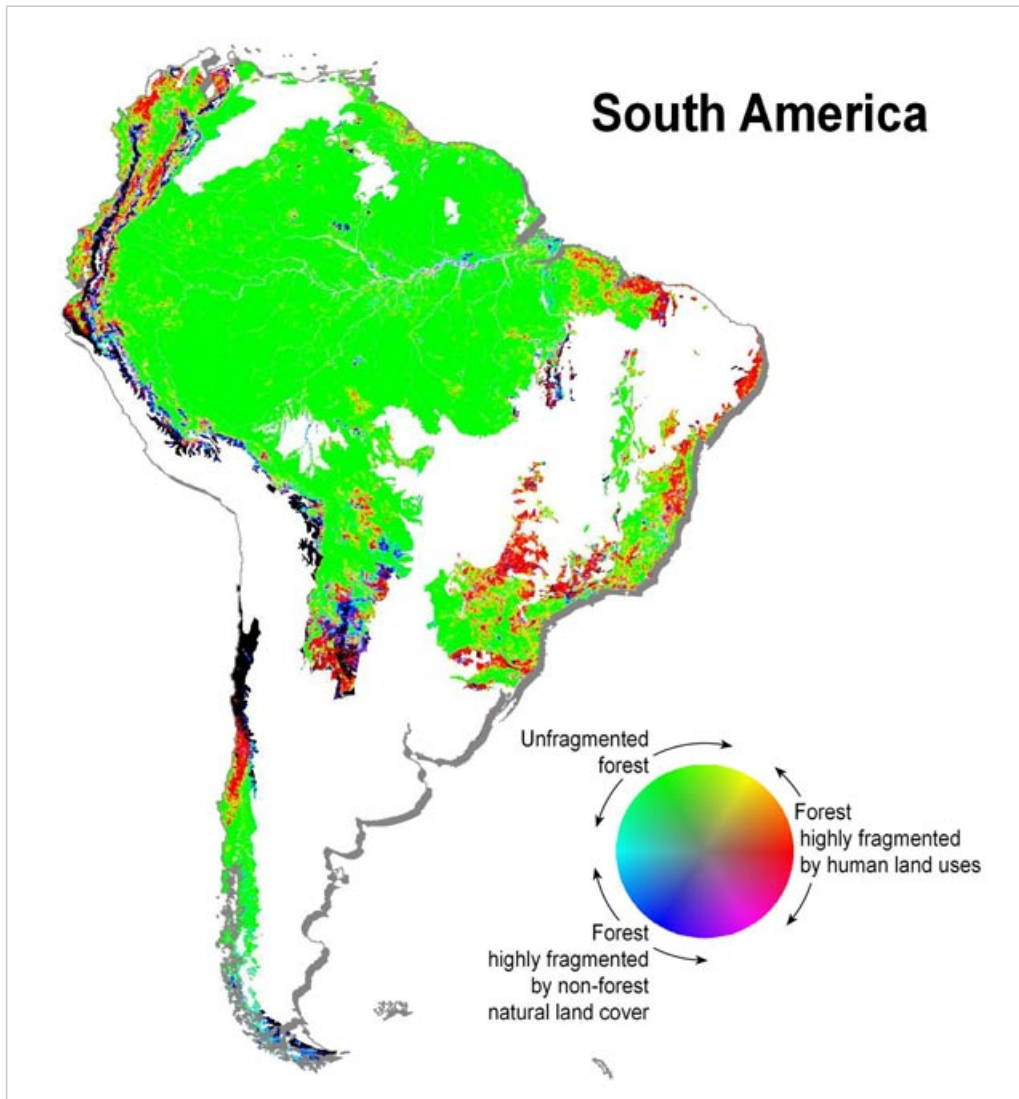 South America
Unfragmented
forest
Forest
highly fragmented
by human land uses
Forest
highly fragmented
by non-forest
natural land cover